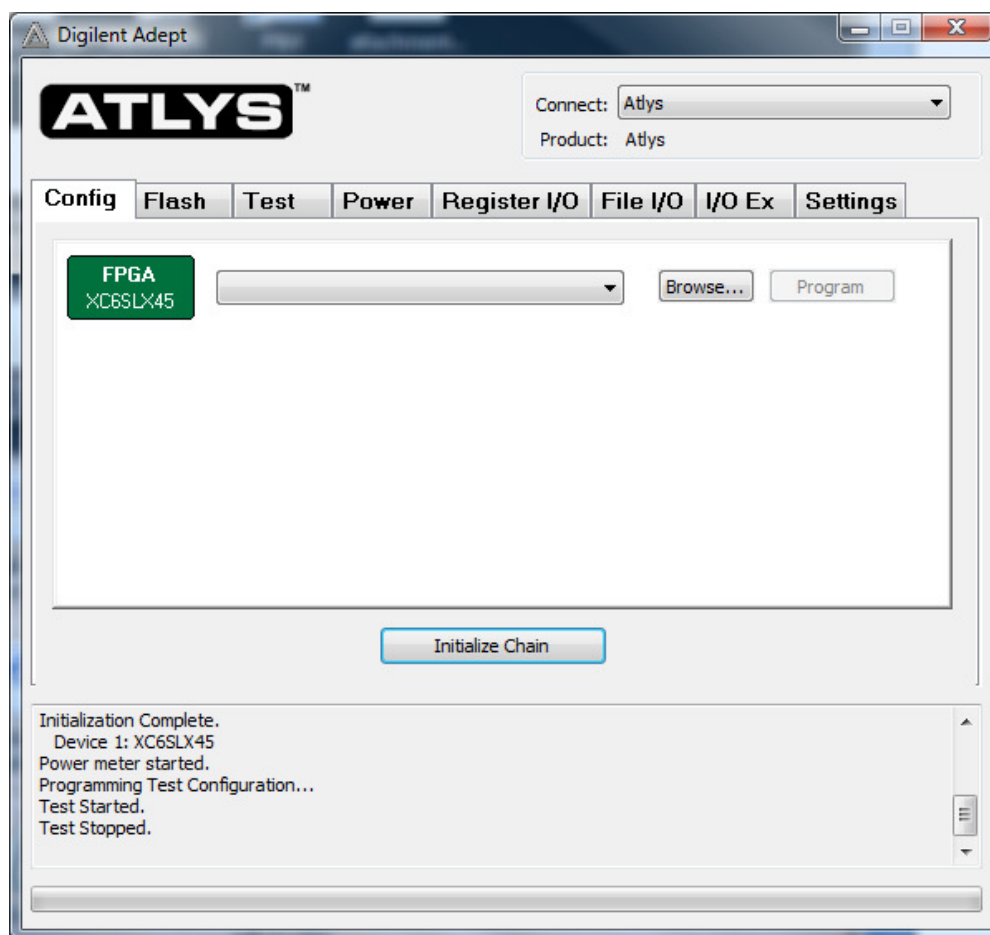 Digilent Adept
ATLYS™
Connect: Atlys
Product: Atlys
Config Flash Test Power Register I/O File I/O I/O Ex Settings
FPGA
XC6SLX45
Browse... Program
Initialize Chain
Initialization Complete.
Device 1: XC6SLX45
Power meter started.
Programming Test Configuration...
Test Started.
Test Stopped.